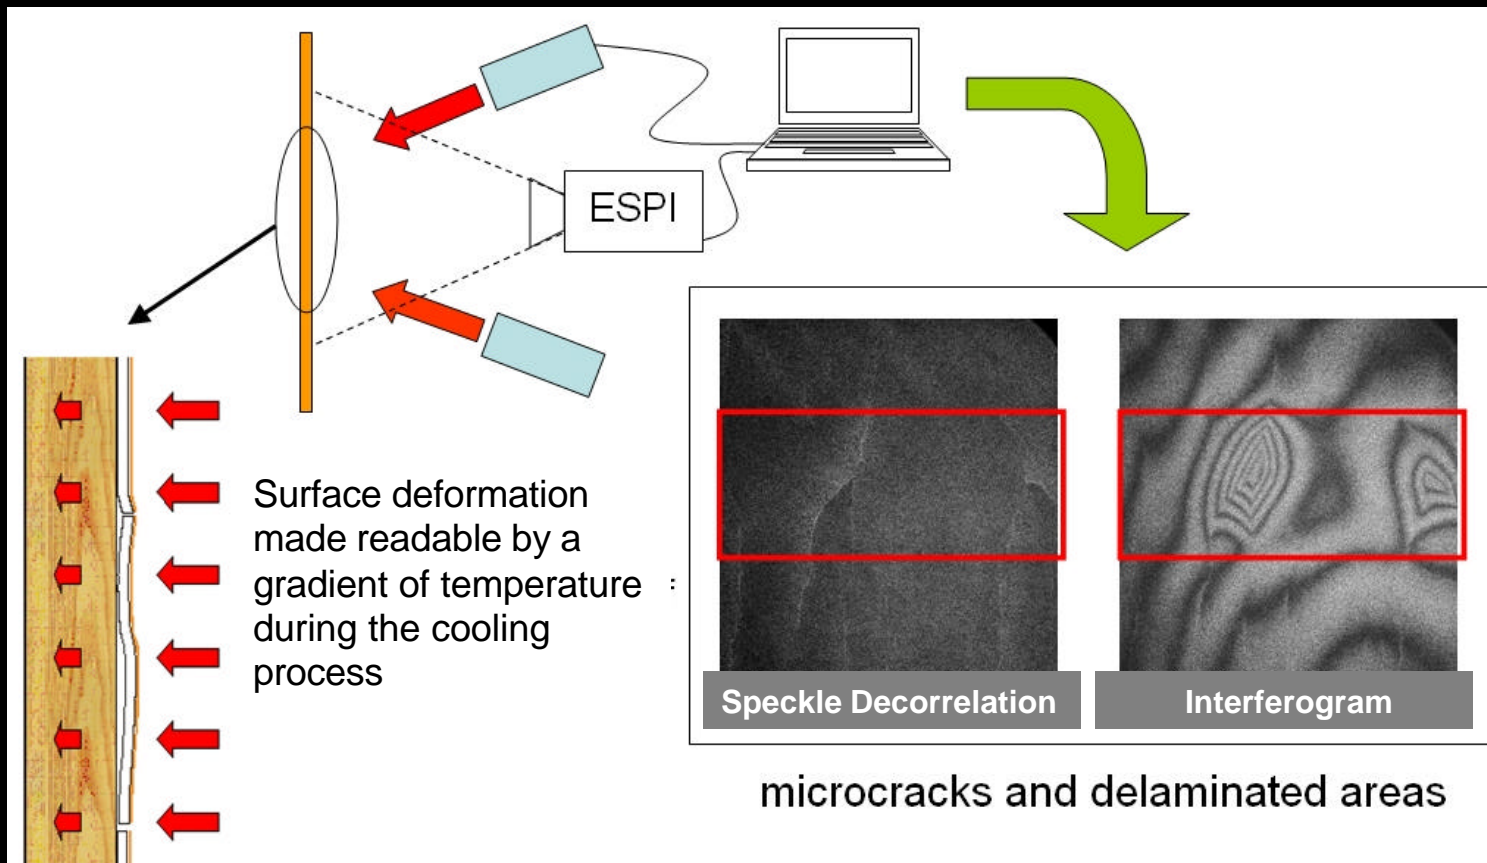 ESPI
Surface deformation
made readable by a
gradient of temperature
during the cooling
process
:
Speckle Decorrelation
Interferogram
microcracks and delaminated areas